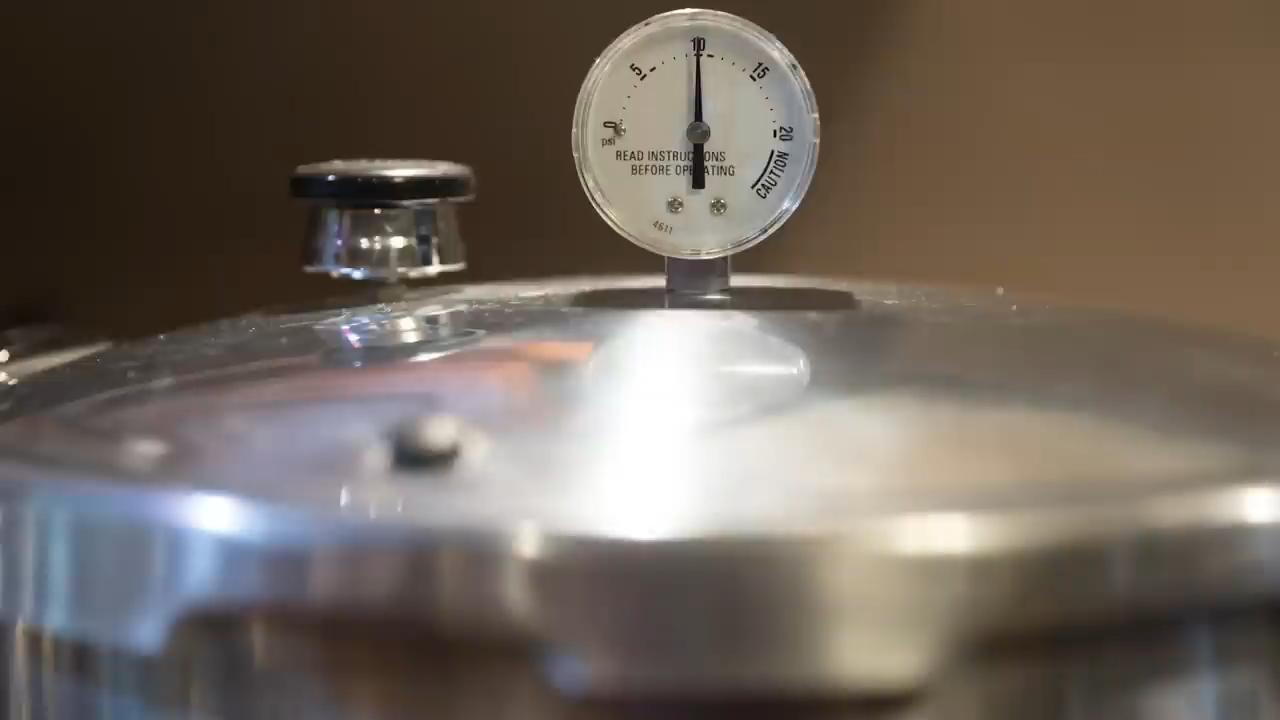 10
5
15
0
20
psi
READ INSTRUCTIONS
BEFORE OPERATING
CAUTION
4611